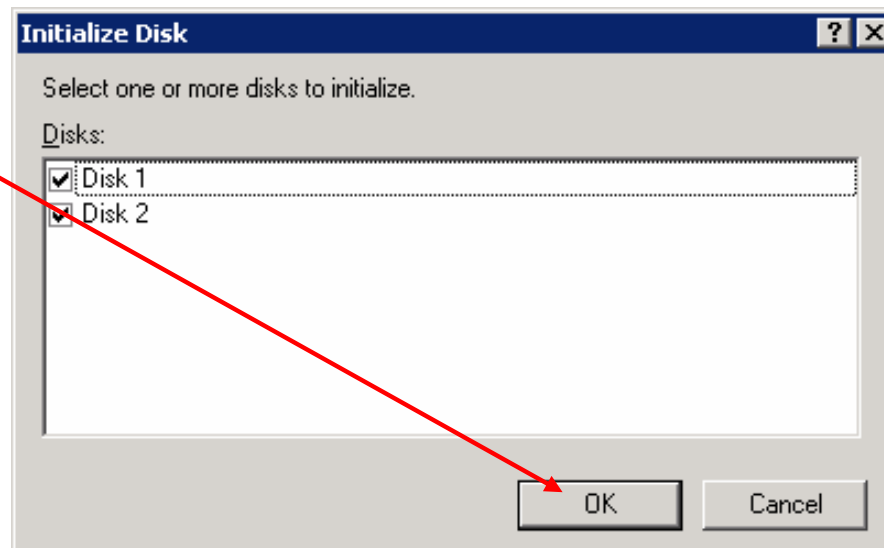 Initialize Disk
Select one or more disks to initialize.
Disks:
Disk 1
Disk 2
OK
Cancel